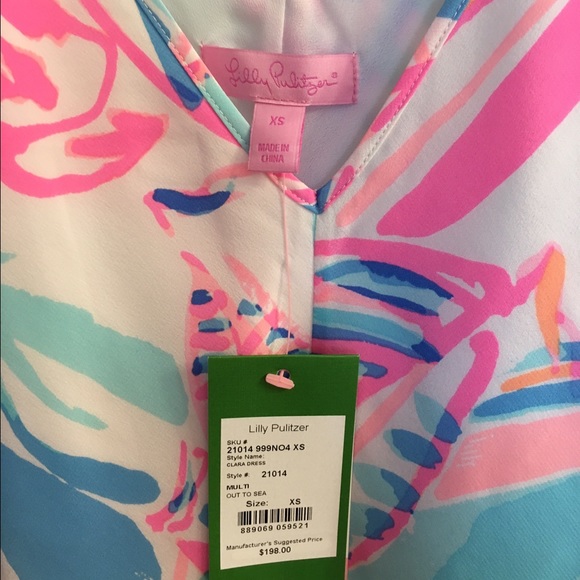 Lilly Pulitzer
XS
MADE IN
CHINA
Lilly Pulitzer
SKU #
21014 999NO4 XS
Style Name:
CLARA DRESS
Style #: 21014
MULTI
OUT TO SEA
Size: XS
889069 059521
Manufacturer's Suggested Price
$198.00